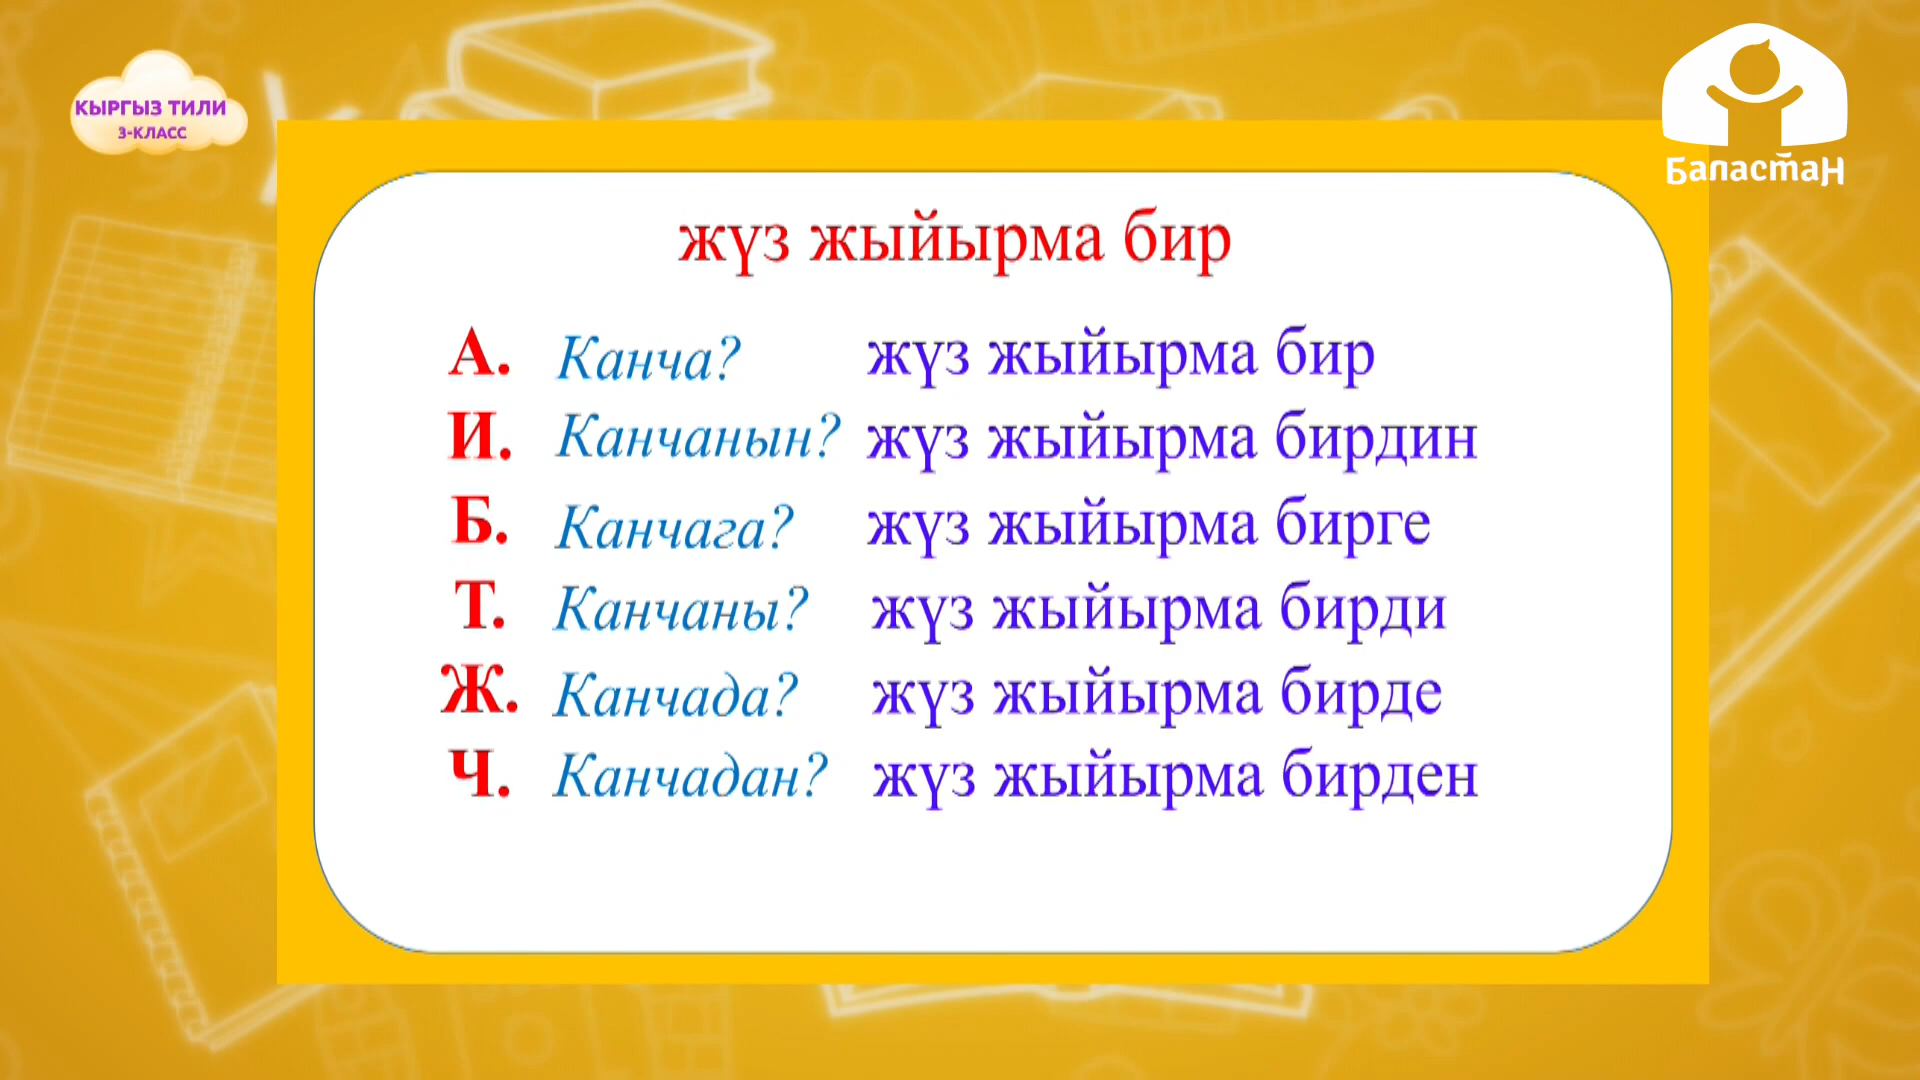 КЫРГЫЗ ТИЛИ
3-КЛАСС
Баластан
жүз жыйырма бир
А. Канча? жүз жыйырма бир
И. Канчанын? жүз жыйырма бирдин
Б. Канчага? жүз жыйырма бирге
Т. Канчаны? жүз жыйырма бирди
Ж. Канчада? жүз жыйырма бирде
Ч. Канчадан? жүз жыйырма бирден